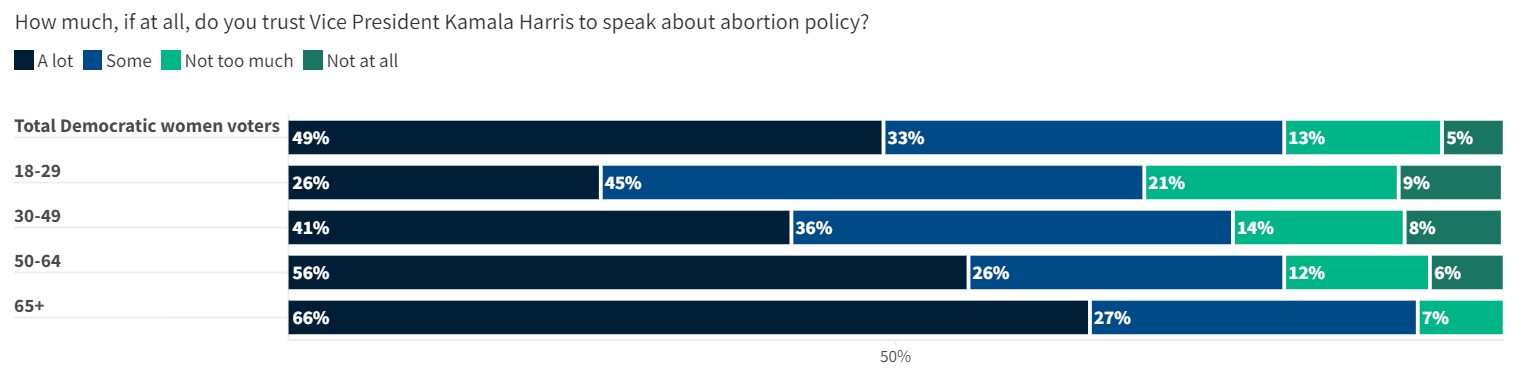 How much, if at all, do you trust Vice President Kamala Harris to speak about abortion policy?
A lot Some Not too much Not at all
Total Democratic women voters 49% 33% 13% 5%
18-29 26% 45% 21% 9%
30-49 41% 36% 14% 8%
50-64 56% 26% 12% 6%
65+ 66% 27% 7%
50%